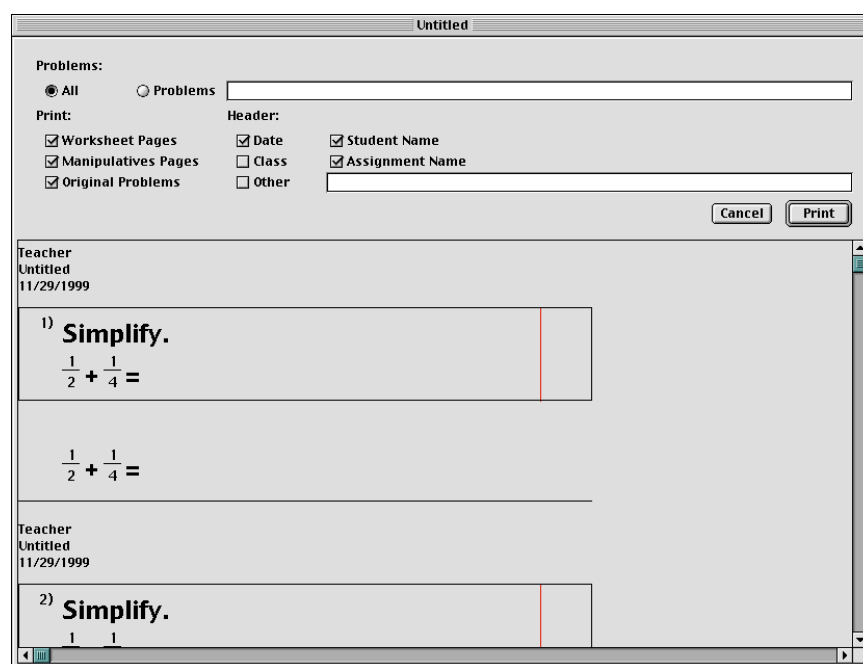 Untitled
Problems:
All Problems
Print: Header:
Worksheet Pages Date Student Name
Manipulatives Pages Class Assignment Name
Original Problems Other
Cancel Print
Teacher
Untitled
11/29/1999
1) Simplify.
1/2 + 1/4 =
1/2 + 1/4 =
Teacher
Untitled
11/29/1999
2) Simplify.
1 1